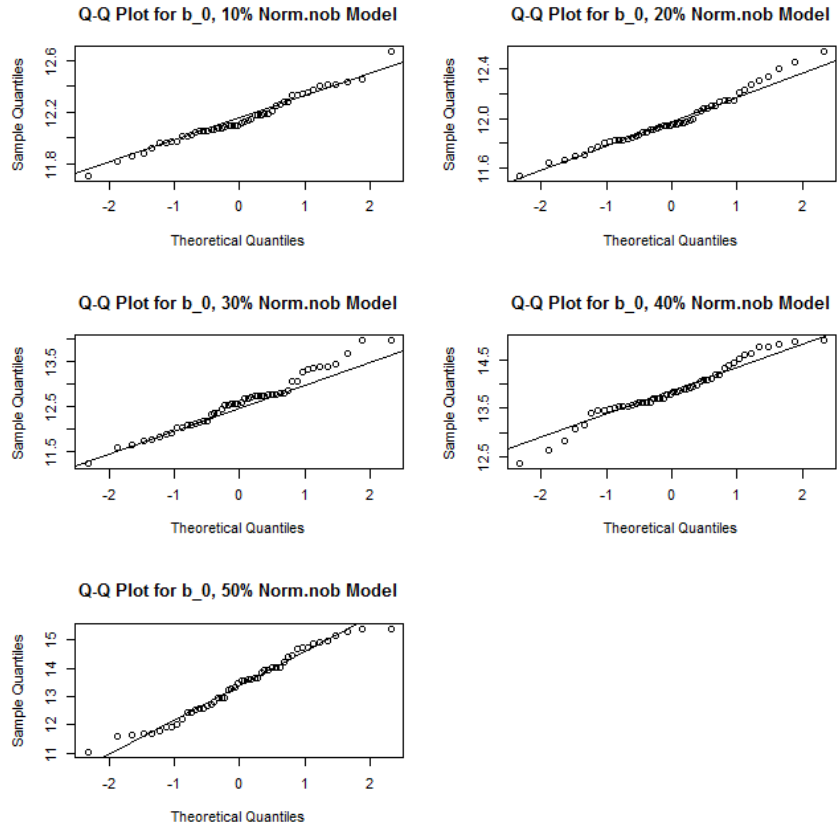 Q-Q Plot for b_0, 10% Norm.nob Model
Sample Quantiles
11.8 12.2 12.6
-2 -1 0 1 2
Theoretical Quantiles
Q-Q Plot for b_0, 20% Norm.nob Model
Sample Quantiles
11.6 12.0 12.4
-2 -1 0 1 2
Theoretical Quantiles
Q-Q Plot for b_0, 30% Norm.nob Model
Sample Quantiles
11.5 12.5 13.5
-2 -1 0 1 2
Theoretical Quantiles
Q-Q Plot for b_0, 40% Norm.nob Model
Sample Quantiles
12.5 13.5 14.5
-2 -1 0 1 2
Theoretical Quantiles
Q-Q Plot for b_0, 50% Norm.nob Model
Sample Quantiles
11 12 13 14 15
-2 -1 0 1 2
Theoretical Quantiles